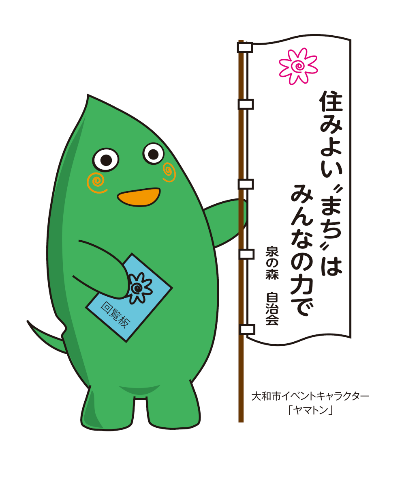 住みよい〝まち〟は
みんなの力で
泉の森　自治会
回覧板
大和市イベントキャラクター
「ヤマトン」